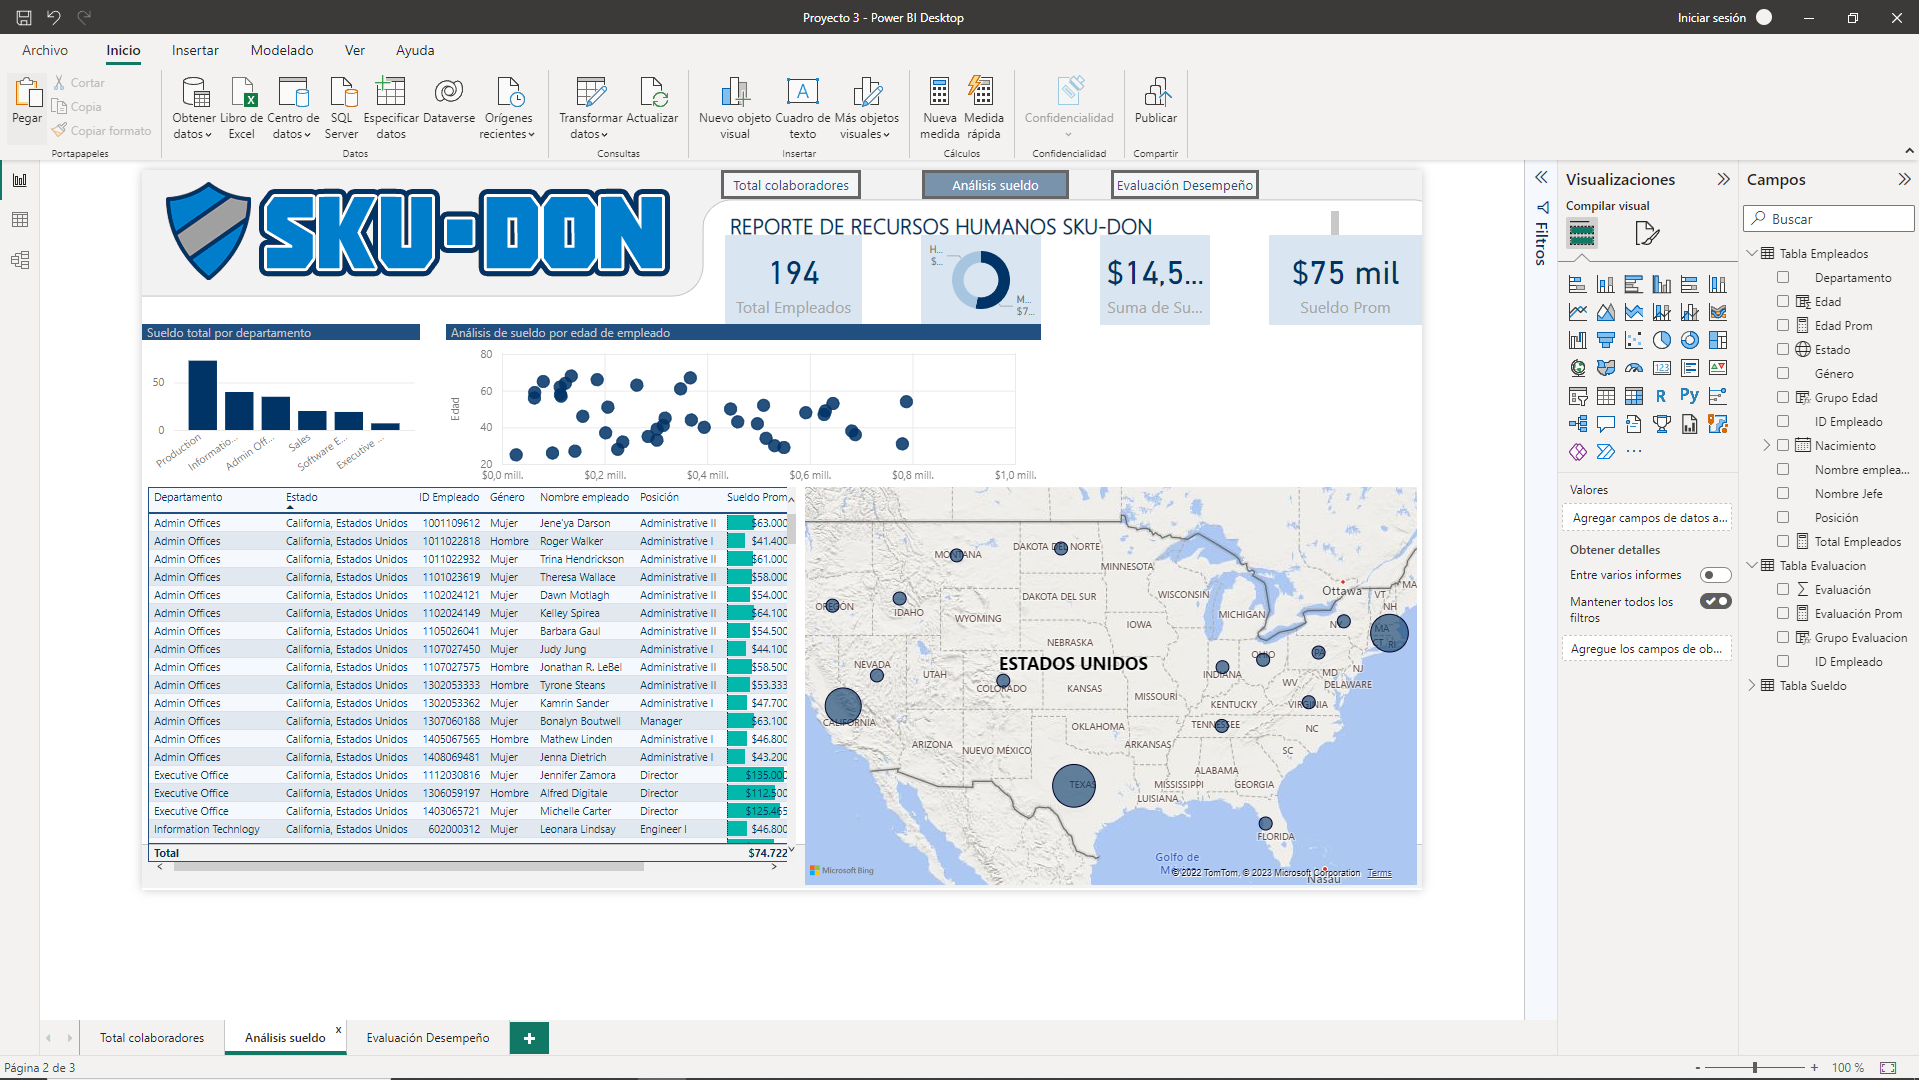 Proyecto 3 - Power BI Desktop
Iniciar sesión
Archivo
Inicio
Insertar
Modelado
Ver
Ayuda
Pegar
Cortar
Copia
Copiar formato
Portapapeles
Obtener datos
Libro de Excel
Centro de datos
SQL Server
Especificar datos
Dataverse
Orígenes recientes
Datos
Transformar datos
Actualizar
Consultas
Nuevo objeto visual
Cuadro de texto
Más objetos visuales
Insertar
Nueva medida
Medida rápida
Cálculos
Confidencialidad
Confidencialidad
Publicar
Compartir
SKU-DON
Total colaboradores
Análisis sueldo
Evaluación Desempeño
REPORTE DE RECURSOS HUMANOS SKU-DON
194
Total Empleados
H...
$...
M...
$7...
$14,5...
Suma de Su...
$75 mil
Sueldo Prom
Sueldo total por departamento
50
0
Production
Informatio...
Admin Off...
Sales
Software E...
Executive ...
Análisis de sueldo por edad de empleado
Edad
80
60
40
20
$0,0 mill.
$0,2 mill.
$0,4 mill.
$0,6 mill.
$0,8 mill.
$1,0 mill.
Departamento Estado ID Empleado Género Nombre empleado Posición Sueldo Prom
Admin Offices California, Estados Unidos 1001109612 Mujer Jene'ya Darson Administrative II $63.000
Admin Offices California, Estados Unidos 1011022818 Hombre Roger Walker Administrative I $41.400
Admin Offices California, Estados Unidos 1011022932 Mujer Trina Hendrickson Administrative II $61.000
Admin Offices California, Estados Unidos 1101023619 Mujer Theresa Wallace Administrative II $58.000
Admin Offices California, Estados Unidos 1102024121 Mujer Dawn Motlagh Administrative II $54.000
Admin Offices California, Estados Unidos 1102024149 Mujer Kelley Spirea Administrative II $64.100
Admin Offices California, Estados Unidos 1105026041 Mujer Barbara Gaul Administrative II $54.500
Admin Offices California, Estados Unidos 1107027450 Mujer Judy Jung Administrative I $44.100
Admin Offices California, Estados Unidos 1107027575 Hombre Jonathan R. LeBel Administrative II $58.500
Admin Offices California, Estados Unidos 1302053333 Hombre Tyrone Steans Administrative II $53.333
Admin Offices California, Estados Unidos 1302053362 Mujer Kamrin Sander Administrative I $47.700
Admin Offices California, Estados Unidos 1307060188 Mujer Bonalyn Boutwell Manager $63.100
Admin Offices California, Estados Unidos 1405067565 Hombre Mathew Linden Administrative I $46.800
Admin Offices California, Estados Unidos 1408069481 Mujer Jenna Dietrich Administrative I $43.200
Executive Office California, Estados Unidos 1112030816 Mujer Jennifer Zamora Director $135.000
Executive Office California, Estados Unidos 1306059197 Hombre Alfred Digitale Director $112.500
Executive Office California, Estados Unidos 1403065721 Mujer Michelle Carter Director $125.465
Information Technlogy California, Estados Unidos 602000312 Mujer Leonara Lindsay Engineer I $46.800
Total $74.722
MONTANA
DAKOTA DEL NORTE
MINNESOTA
Ottawa
VT
MA
NH
OREGÓN
IDAHO
DAKOTA DEL SUR
WISCONSIN
MICHIGAN
WYOMING
IOWA
NY
MA
CT RI
NEBRASKA
ESTADOS UNIDOS
OHIO
PA
NJ
NEVADA
UTAH
COLORADO
KANSAS
MISSOURI
INDIANA
WV
MD
DELAWARE
KENTUCKY
VIRGINIA
CALIFORNIA
OKLAHOMA
TENNESSEE
NC
ARIZONA
NUEVO MÉXICO
ARKANSAS
SC
ALABAMA
TEXAS
MISSISSIPPI
GEORGIA
LUISIANA
FLORIDA
Golfo de
Nasáu
Microsoft Bing
© 2022 TomTom, © 2023 Microsoft Corporation Terms
Filtros
Visualizaciones
Compilar visual
123
R
Py
...
Valores
Agregar campos de datos a...
Obtener detalles
Entre varios informes
Mantener todos los filtros
Agregue los campos de ob...
Campos
Buscar
Tabla Empleados
Departamento
Edad
Edad Prom
Estado
Género
Grupo Edad
ID Empleado
Nacimiento
Nombre emplea...
Nombre Jefe
Posición
Total Empleados
Tabla Evaluacion
Evaluación
Evaluación Prom
Grupo Evaluacion
ID Empleado
Tabla Sueldo
Total colaboradores
Análisis sueldo
x
Evaluación Desempeño
+
Página 2 de 3
- + 100 %